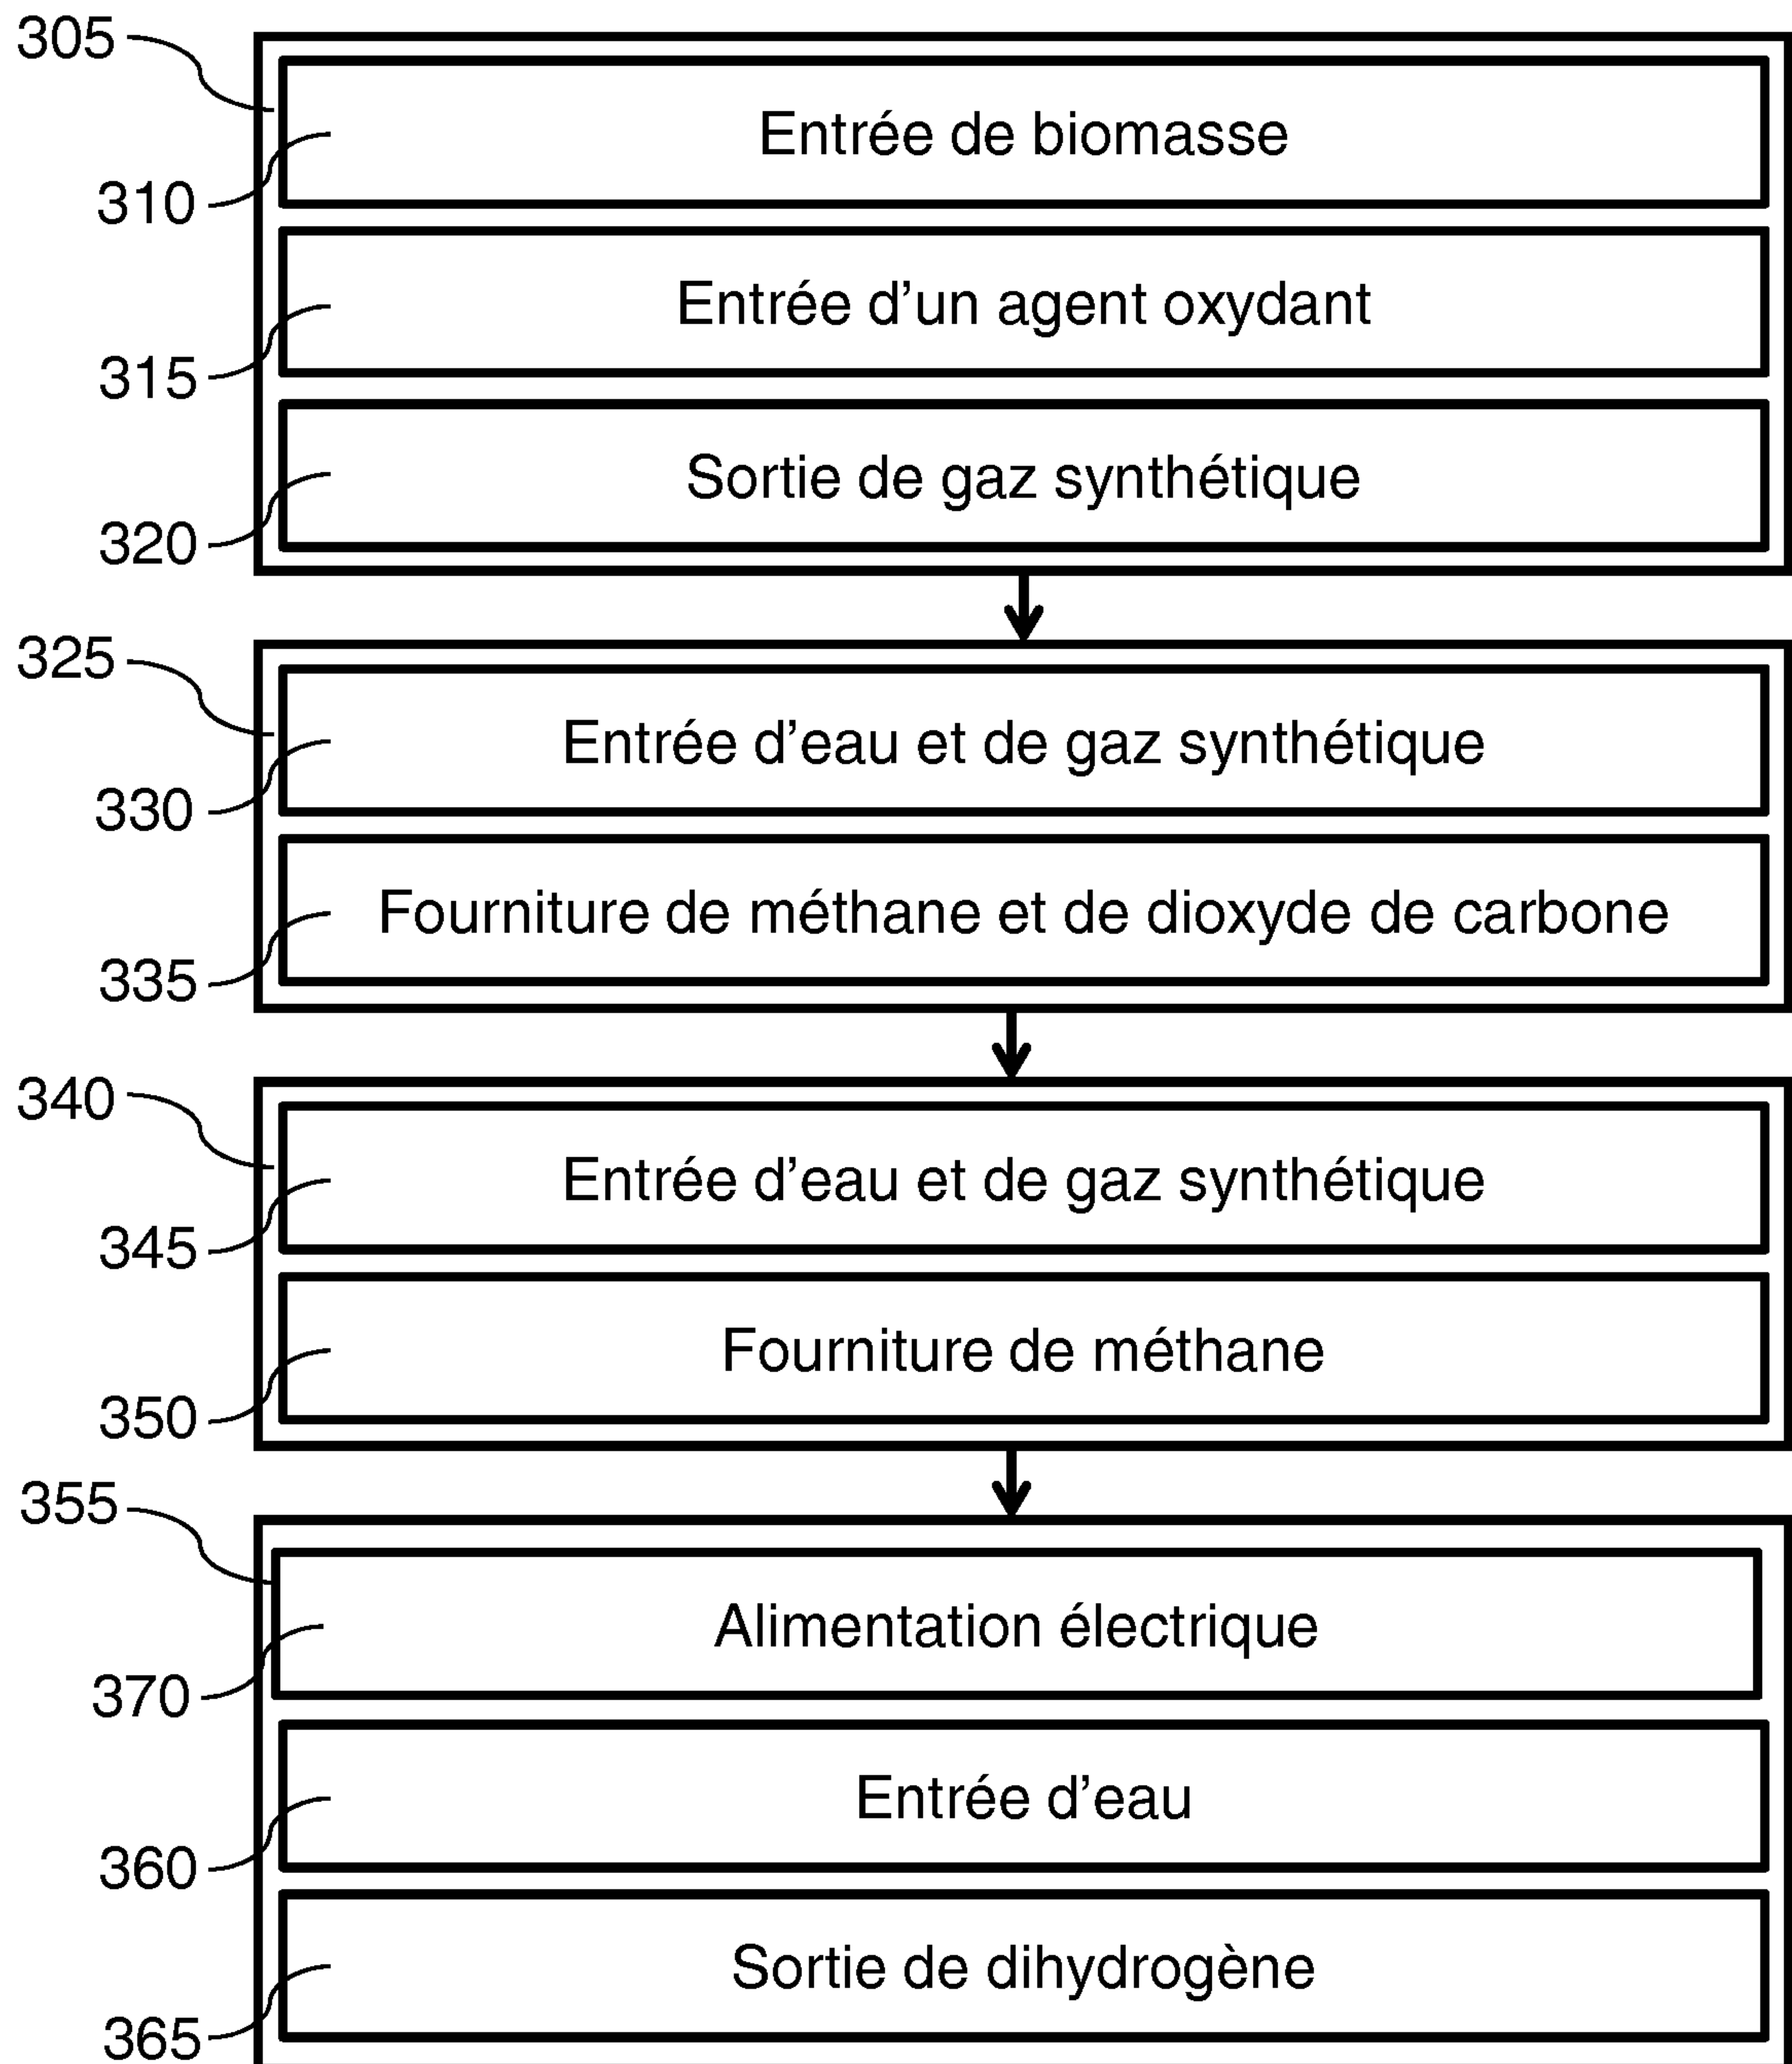 305
Entrée de biomasse
310
Entrée d’un agent oxydant
315
Sortie de gaz synthétique
320
325
Entrée d’eau et de gaz synthétique
330
Fourniture de méthane et de dioxyde de carbone
335
340
Entrée d’eau et de gaz synthétique
345
Fourniture de méthane
350
355
Alimentation électrique
370
Entrée d’eau
360
Sortie de dihydrogène
365